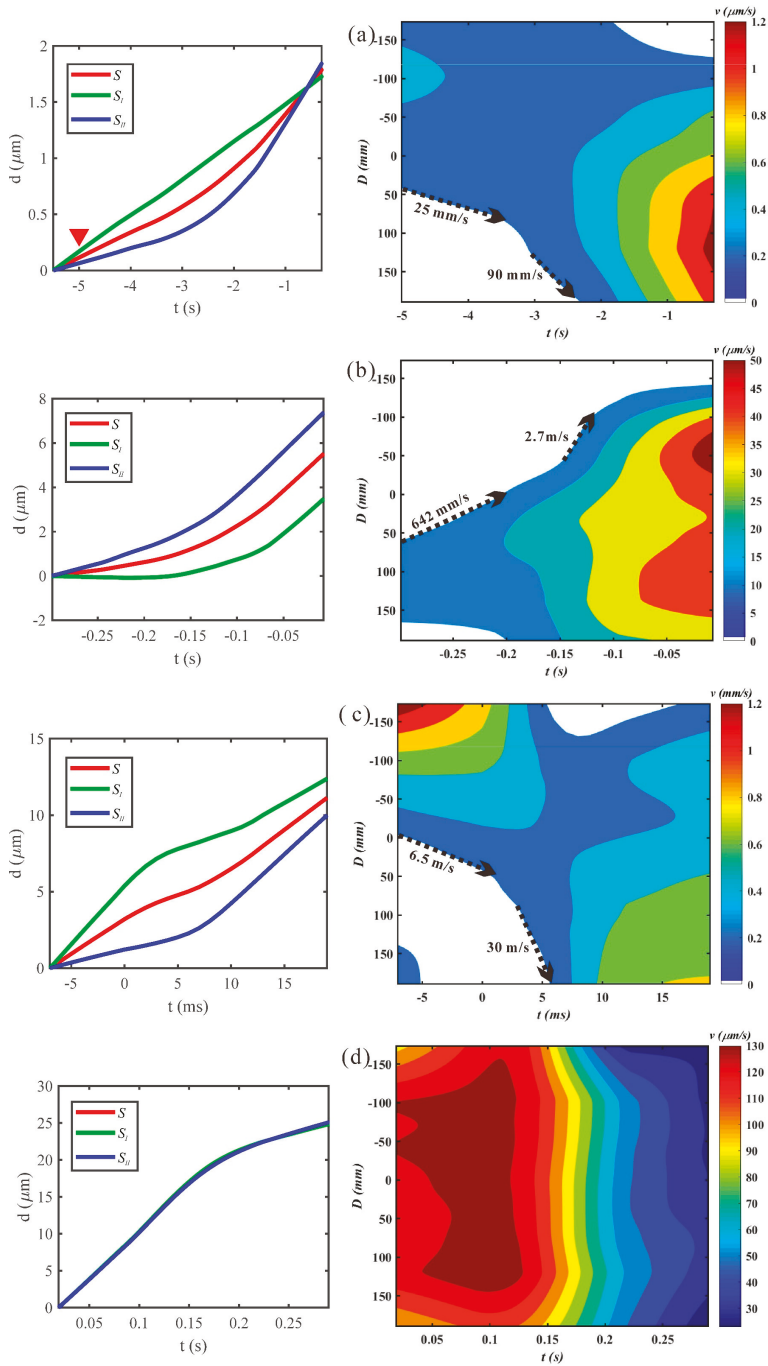 (a)
v (μm/s)
2
1.5
1
0.5
0
d (μm)
S
S_I
S_II
-5 -4 -3 -2 -1
t (s)
-150
-100
-50
0
50
100
150
D (mm)
25 mm/s
90 mm/s
-5 -4 -3 -2 -1
t (s)
1.2
1
0.8
0.6
0.4
0.2
0
(b)
v (μm/s)
8
6
4
2
0
-2
d (μm)
S
S_I
S_II
-0.25 -0.2 -0.15 -0.1 -0.05
t (s)
-150
-100
-50
0
50
100
150
D (mm)
642 mm/s
2.7m/s
-0.25 -0.2 -0.15 -0.1 -0.05
t (s)
50
45
40
35
30
25
20
15
10
5
0
(c)
v (mm/s)
15
10
5
0
d (μm)
S
S_I
S_II
-5 0 5 10 15
t (ms)
-150
-100
-50
0
50
100
150
D (mm)
6.5 m/s
30 m/s
-5 0 5 10 15
t (ms)
1.2
1
0.8
0.6
0.4
0.2
0
(d)
v (μm/s)
30
25
20
15
10
5
0
d (μm)
S
S_I
S_II
0.05 0.1 0.15 0.2 0.25
t (s)
-150
-100
-50
0
50
100
150
D (mm)
0.05 0.1 0.15 0.2 0.25
t (s)
130
120
110
100
90
80
70
60
50
40
30